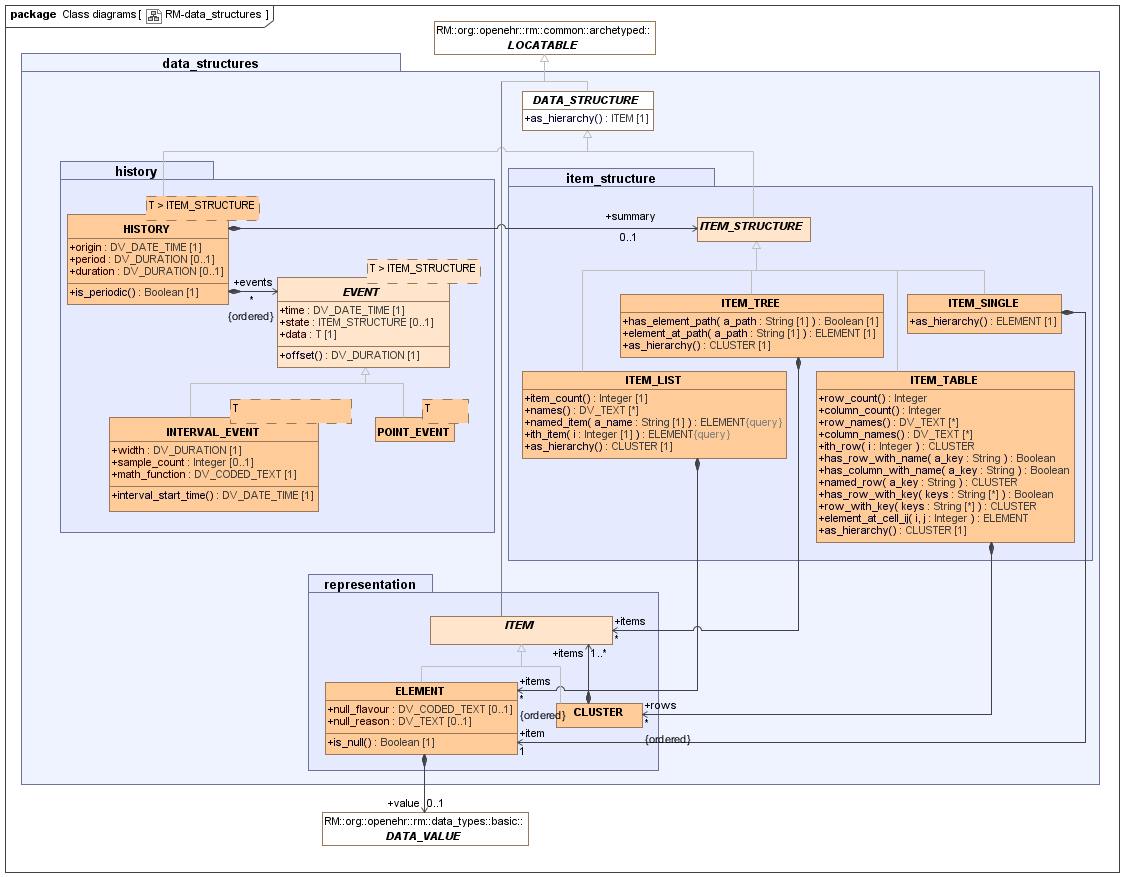 package Class diagrams[ RM-data_structures ]
RM::org::openehr::rm::common::archetyped::
LOCATABLE
data_structures
DATA_STRUCTURE
+as_hierarchy() : ITEM [1]
history
T > ITEM_STRUCTURE
HISTORY
+origin : DV_DATE_TIME [1]
+period : DV_DURATION [0..1]
+duration : DV_DURATION [0..1]
+is_periodic() : Boolean [1]
+events
*
{ordered}
T > ITEM_STRUCTURE
EVENT
+time : DV_DATE_TIME [1]
+state : ITEM_STRUCTURE [0..1]
+data : T [1]
+offset() : DV_DURATION [1]
T
INTERVAL_EVENT
+width : DV_DURATION [1]
+sample_count : Integer [0..1]
+math_function : DV_CODED_TEXT [1]
+interval_start_time() : DV_DATE_TIME [1]
T
POINT_EVENT
item_structure
+summary
0..1
ITEM_STRUCTURE
ITEM_TREE
+has_element_path( a_path : String [1] ) : Boolean [1]
+element_at_path( a_path : String [1] ) : ELEMENT [1]
+as_hierarchy() : CLUSTER [1]
ITEM_SINGLE
+as_hierarchy() : ELEMENT [1]
ITEM_LIST
+item_count() : Integer [1]
+names() : DV_TEXT [*]
+named_item( a_name : String [1] ) : ELEMENT{query}
+ith_item( i : Integer [1] ) : ELEMENT{query}
+as_hierarchy() : CLUSTER [1]
ITEM_TABLE
+row_count() : Integer
+column_count() : Integer
+row_names() : DV_TEXT [*]
+column_names() : DV_TEXT [*]
+ith_row( i : Integer ) : CLUSTER
+has_row_with_name( a_key : String ) : Boolean
+has_column_with_name( a_key : String ) : Boolean
+named_row( a_key : String ) : CLUSTER
+has_row_with_key( keys : String [*] ) : Boolean
+row_with_key( keys : String [*] ) : CLUSTER
+element_at_cell_ij( i, j : Integer ) : ELEMENT
+as_hierarchy() : CLUSTER [1]
representation
ITEM
+items
*
+items 1..*
ELEMENT
+null_flavour : DV_CODED_TEXT [0..1]
+null_reason : DV_TEXT [0..1]
+is_null() : Boolean [1]
+items
*
{ordered}
CLUSTER
+rows
*
{ordered}
+item
1
+value 0..1
RM::org::openehr::rm::data_types::basic::
DATA_VALUE